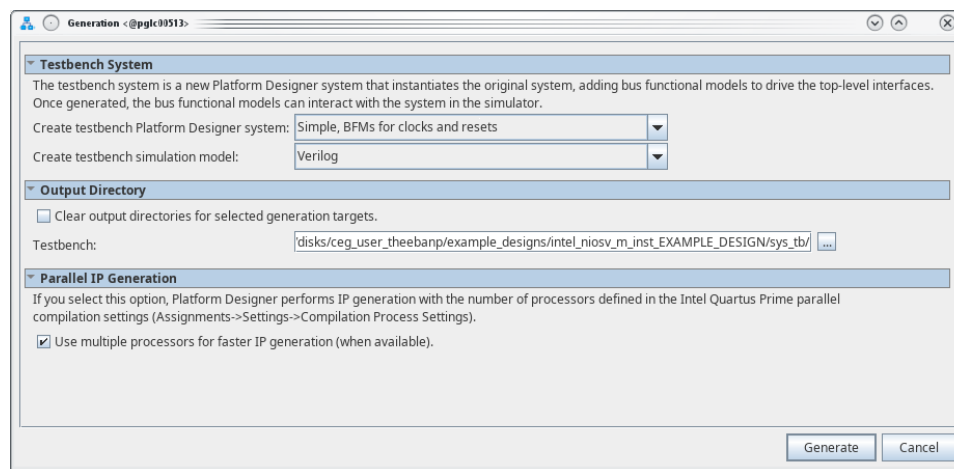 Generation <@pglc00513>
Testbench System
The testbench system is a new Platform Designer system that instantiates the original system, adding bus functional models to drive the top-level interfaces.
Once generated, the bus functional models can interact with the system in the simulator.
Create testbench Platform Designer system: Simple, BFMs for clocks and resets
Create testbench simulation model: Verilog
Output Directory
Clear output directories for selected generation targets.
Testbench: 'disks/ceg_user_theebanp/example_designs/intel_niosv_m_inst_EXAMPLE_DESIGN/sys_tb/ ...
Parallel IP Generation
If you select this option, Platform Designer performs IP generation with the number of processors defined in the Intel Quartus Prime parallel
compilation settings (Assignments->Settings->Compilation Process Settings).
Use multiple processors for faster IP generation (when available).
Generate Cancel